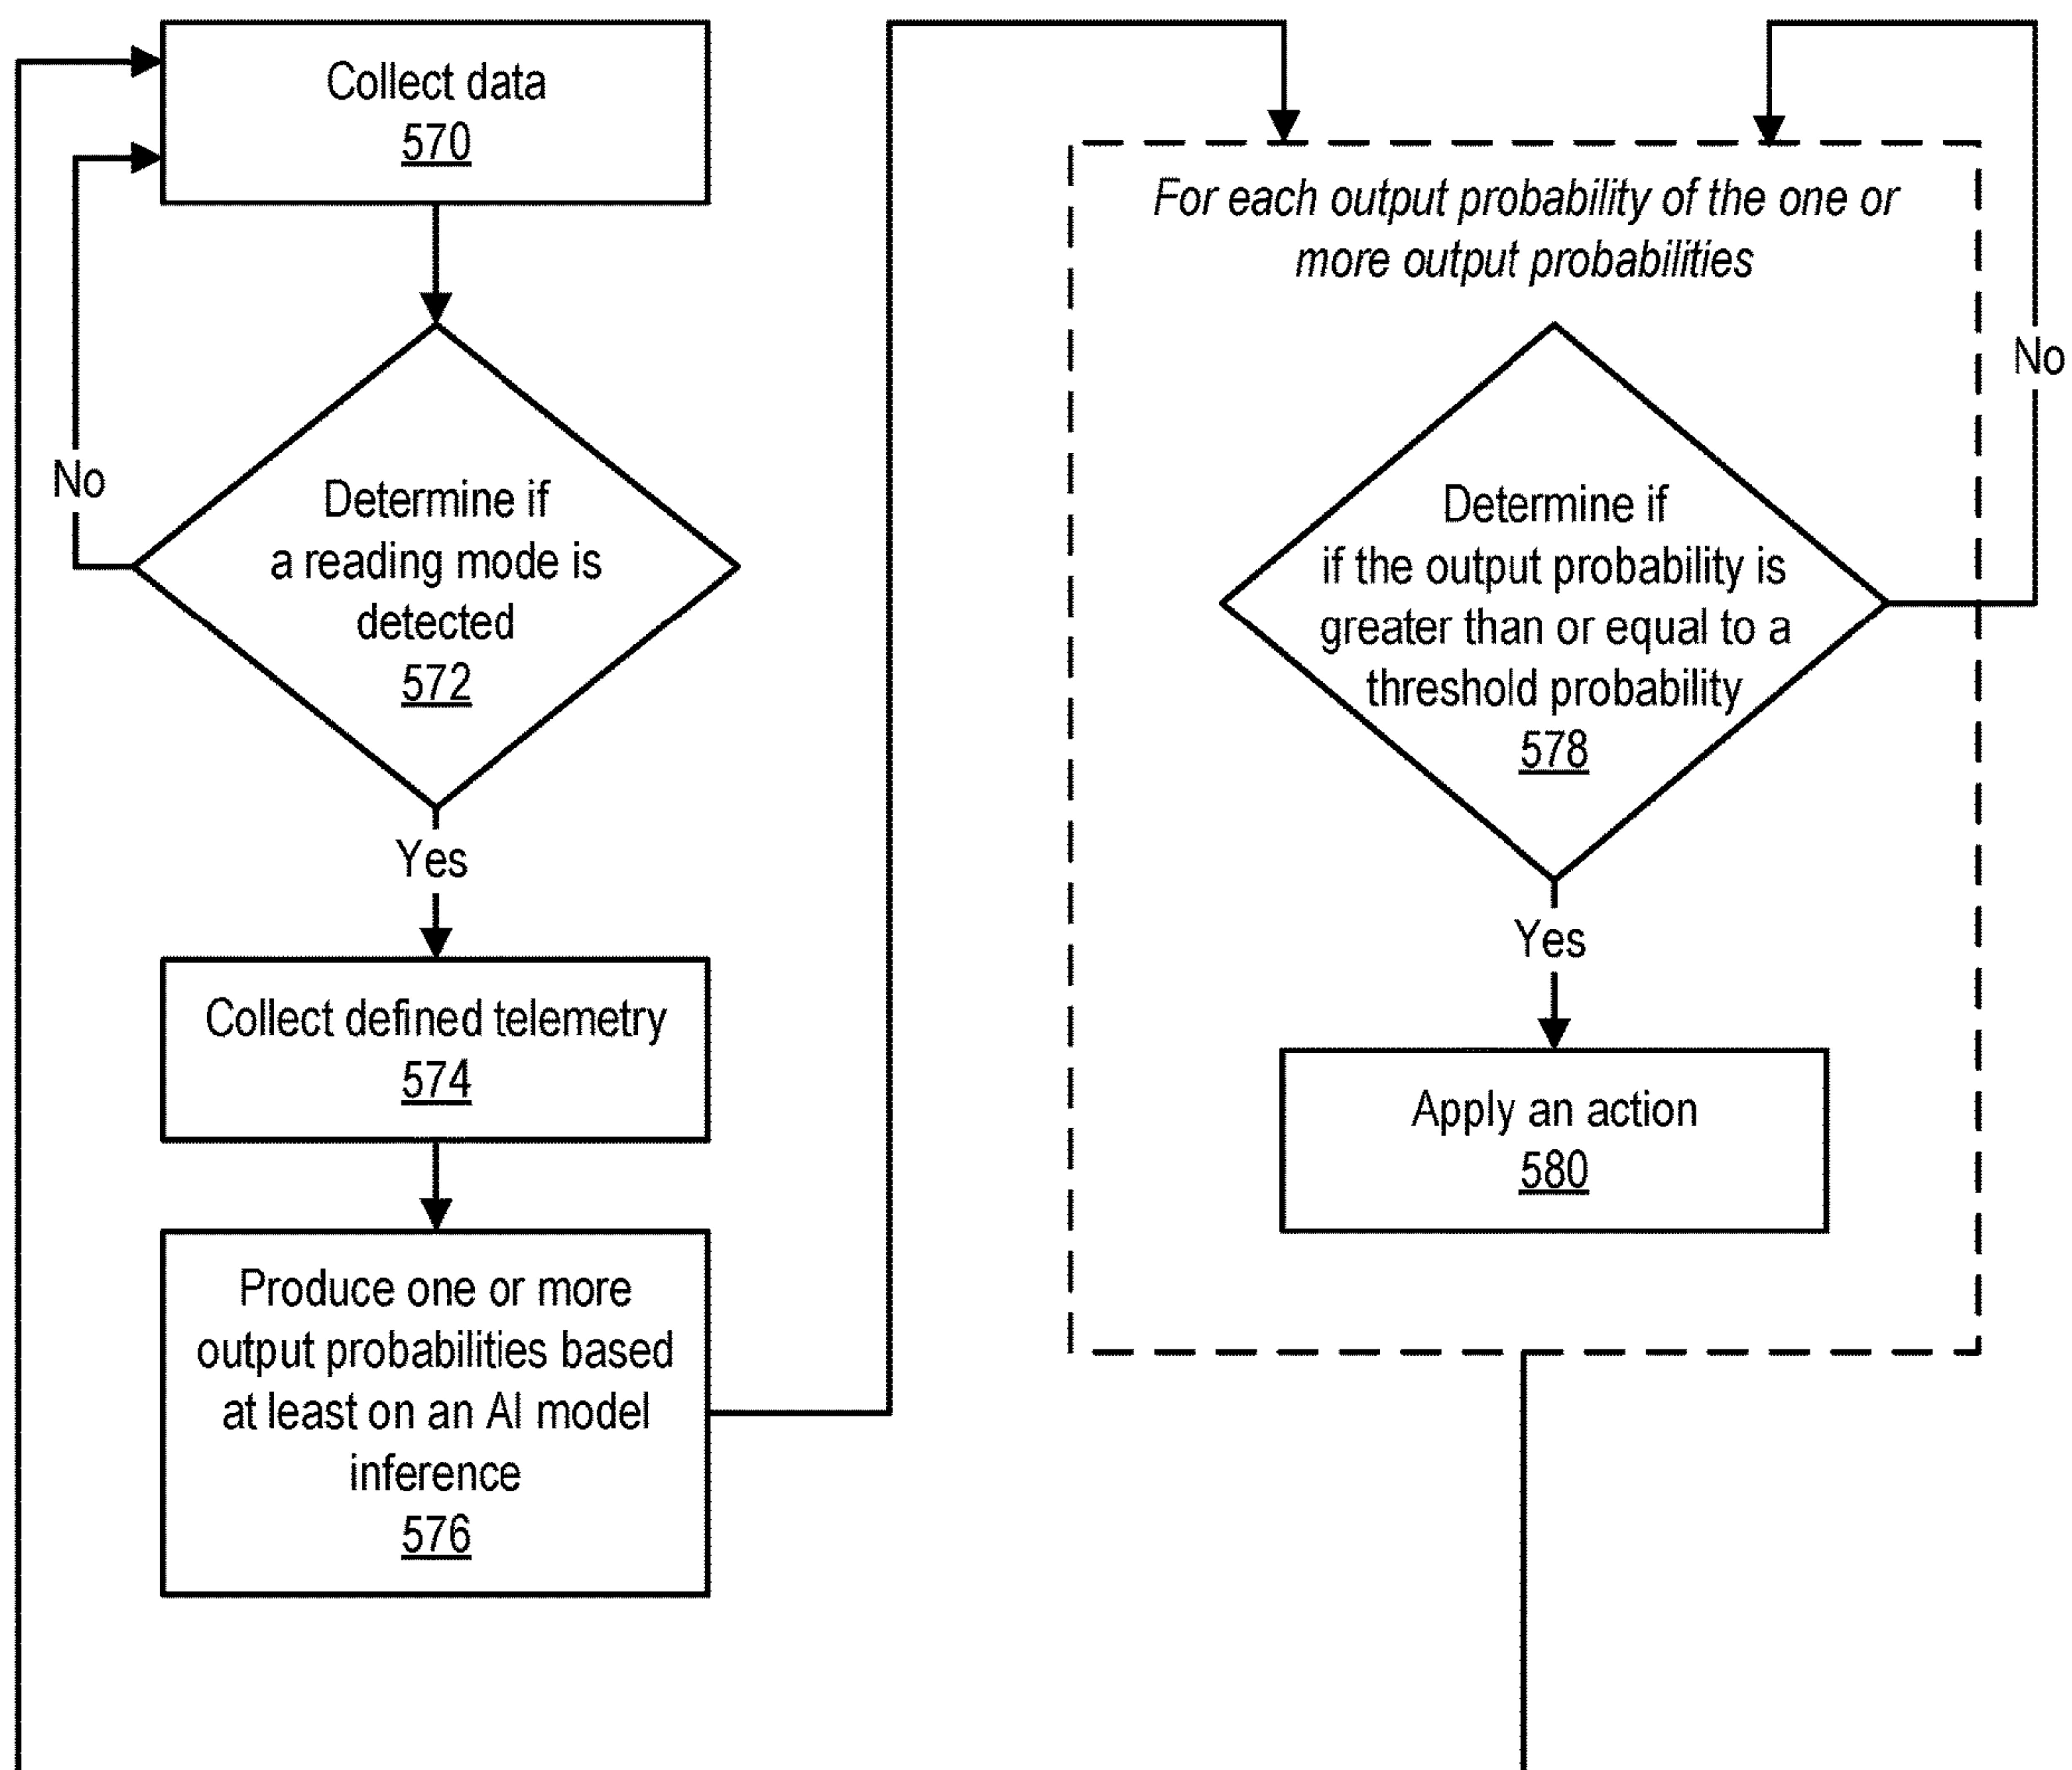 Collect data
570
No
Determine if
a reading mode is
detected
572
Yes
Collect defined telemetry
574
Produce one or more
output probabilities based
at least on an AI model
inference
576
For each output probability of the one or
more output probabilities
No
Determine if
if the output probability is
greater than or equal to a
threshold probability
578
Yes
Apply an action
580